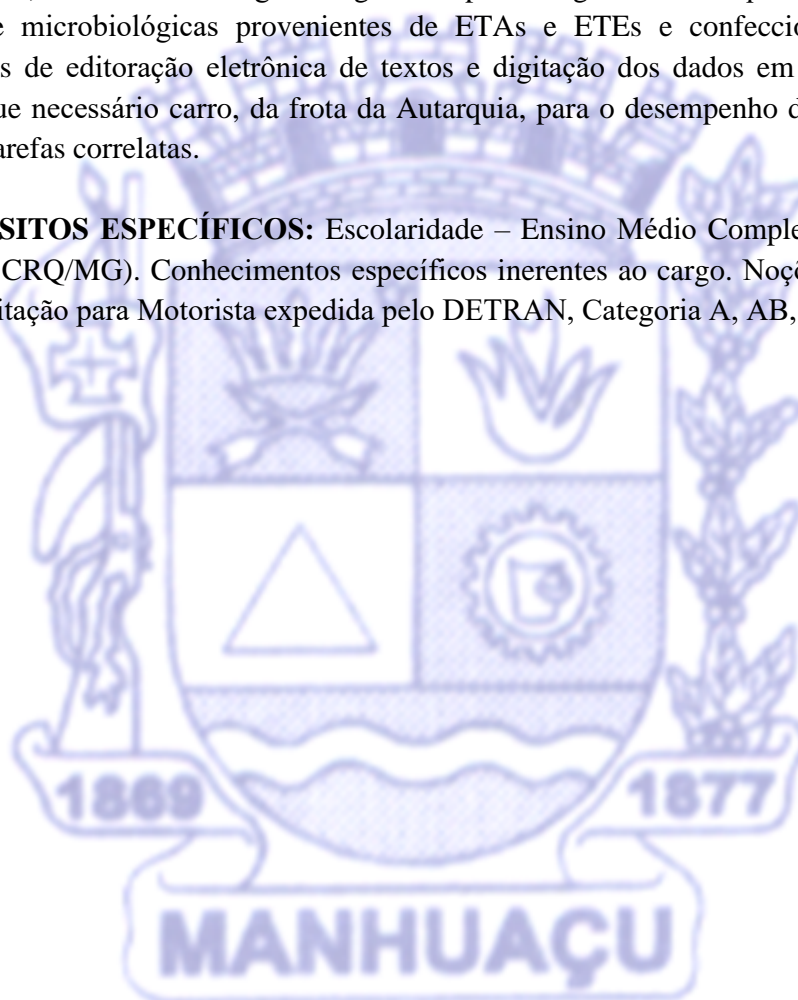 e microbiológicas provenientes de ETAs e ETEs e confeccio
s de editoração eletrônica de textos e digitação dos dados em
ue necessário carro, da frota da Autarquia, para o desempenho d
arefas correlatas.
SITOS ESPECÍFICOS: Escolaridade – Ensino Médio Comple
CRQ/MG). Conhecimentos específicos inerentes ao cargo. Noçõ
itação para Motorista expedida pelo DETRAN, Categoria A, AB,
1869
1877
MANHUAÇU